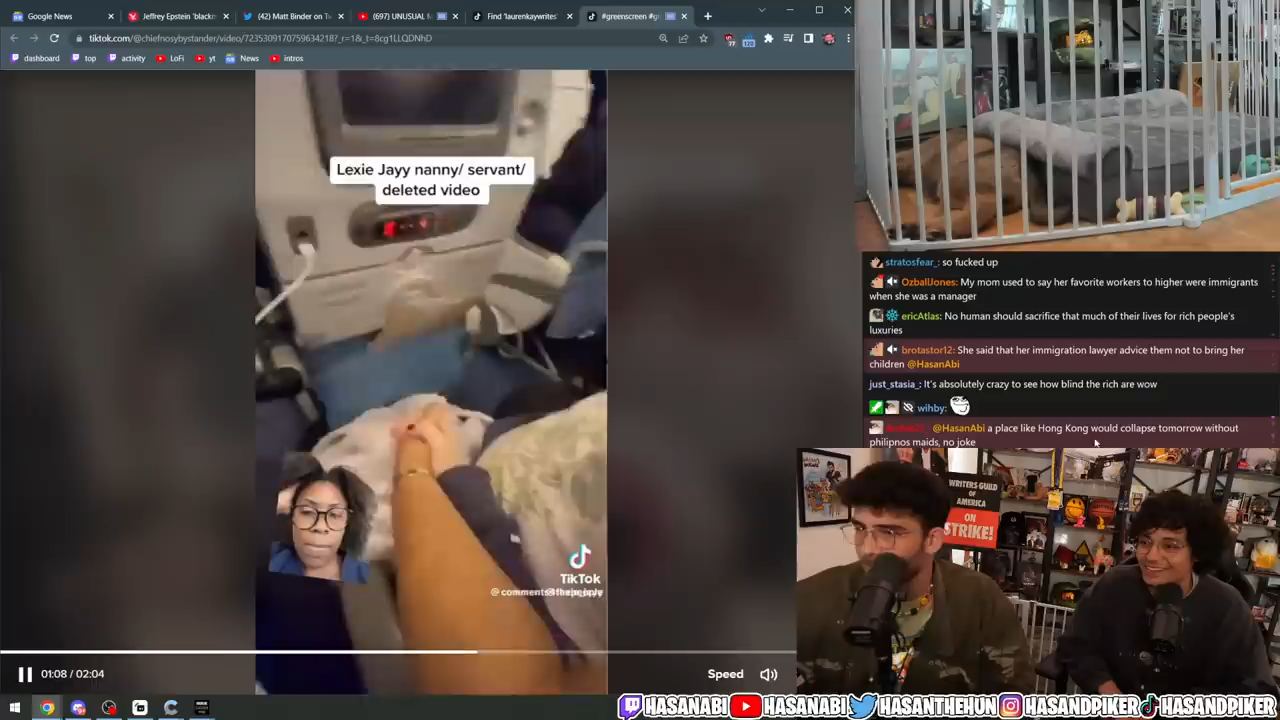 Google News
Jeffrey Epstein 'blackm
(42) Matt Binder on Tw
(697) UNUSUAL M
Find 'laurenkaywrites'
#greenscreen #g
tiktok.com/@chiefnosybystander/video/7235309170759634218?_r=1&_t=8cg1LLQDNhD
77
120
dashboard
top
activity
LoFi
yt
News
intros
Lexie Jayy nanny/ servant/
deleted video
TikTok
01:08 / 02:04
Speed
stratosfear_: so fucked up
OzballJones: My mom used to say her favorite workers to higher were immigrants
when she was a manager
ericAtlas: No human should sacrifice that much of their lives for rich people's
luxuries
brotastor12: She said that her immigration lawyer advice them not to bring her
children @HasanAbi
just_stasia_: It's absolutely crazy to see how blind the rich are wow
wihby:
@HasanAbi a place like Hong Kong would collapse tomorrow without
philipnos maids, no joke
WRITERS GUILD
OF
AMERICA
ON
STRIKE!
HASANABI
HASANABI
HASANTHEHUN
HASANDPIKER
HASANDPIKER